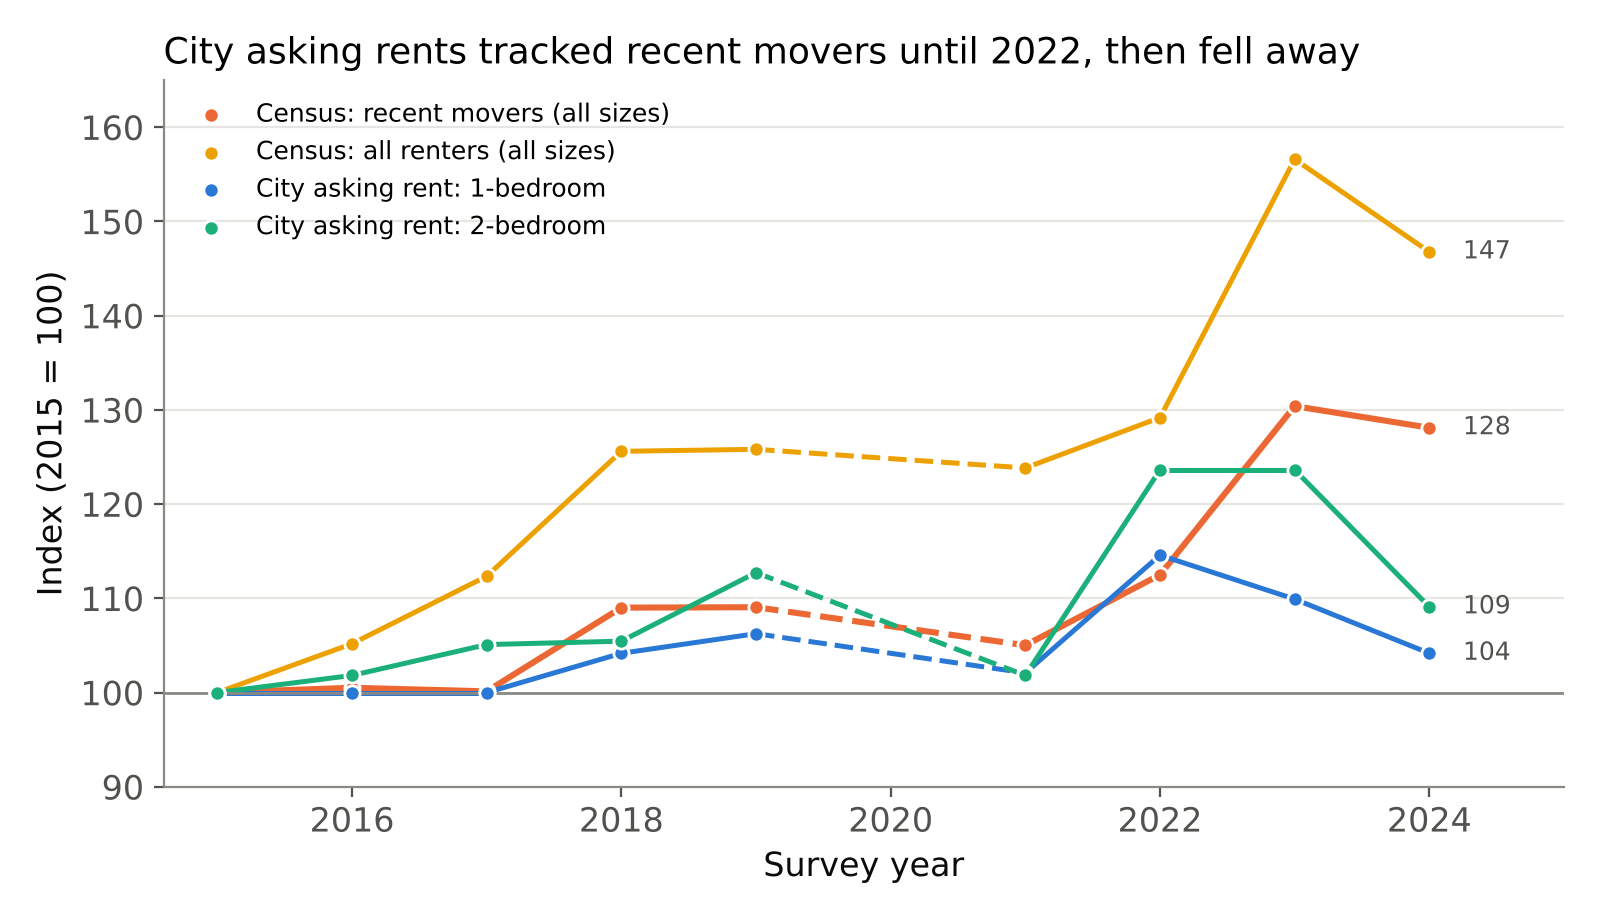 City asking rents tracked recent movers until 2022, then fell away
Census: recent movers (all sizes)
Census: all renters (all sizes)
City asking rent: 1-bedroom
City asking rent: 2-bedroom
160
150
140
130
120
110
100
90
Index (2015 = 100)
147
128
109
104
2016
2018
2020
2022
2024
Survey year